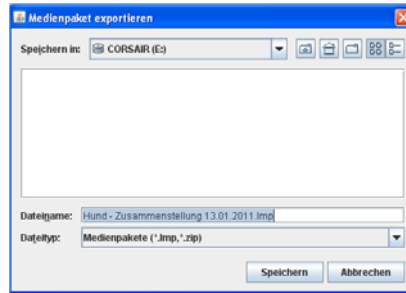 Medienpaket exportieren
Speichern in: CORSAIR (E:)
Dateiname: Hund - Zusammenstellung 13.01.2011.lmp
Dateityp: Medienpakete (*.lmp,*.zip)
Speichern Abbrechen